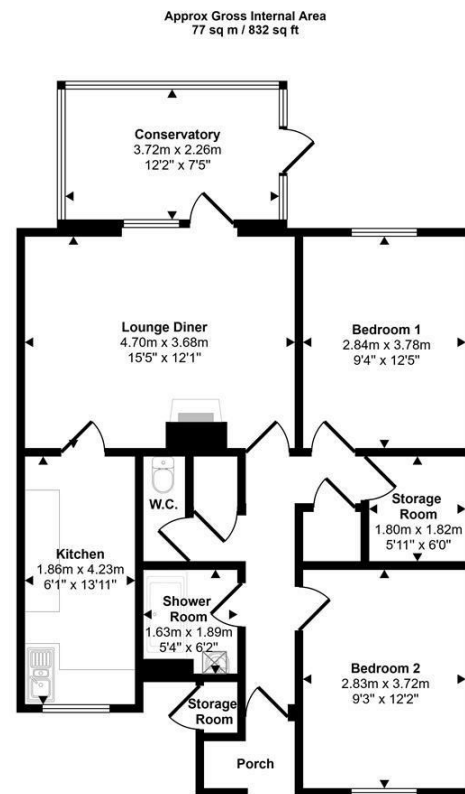 Approx Gross Internal Area
77 sq m / 832 sq ft
Conservatory
3.72m x 2.26m
12'2" x 7'5"
Lounge Diner
4.70m x 3.68m
15'5" x 12'1"
Bedroom 1
2.84m x 3.78m
9'4" x 12'5"
W.C.
Storage
Room
1.80m x 1.82m
5'11" x 6'0"
Kitchen
1.86m x 4.23m
6'1" x 13'11"
Shower
Room
1.63m x 1.89m
5'4" x 6'2"
Bedroom 2
2.83m x 3.72m
9'3" x 12'2"
Storage
Room
Porch